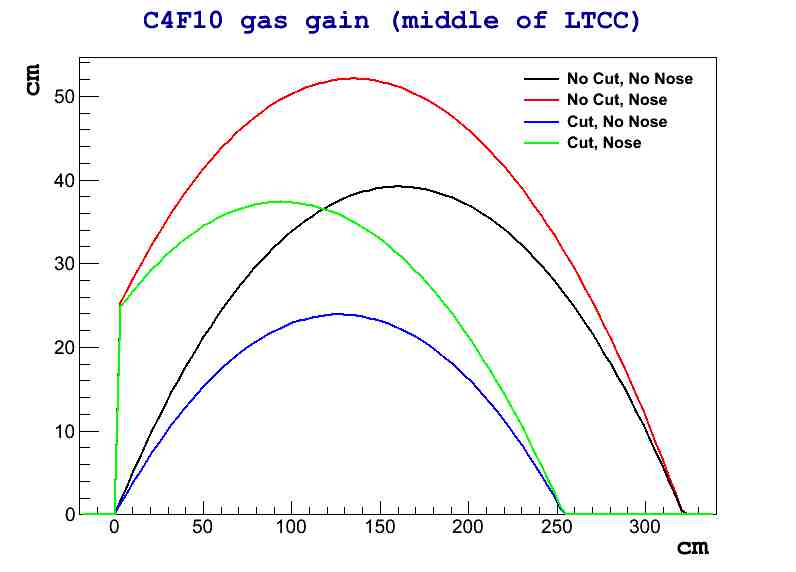 C4F10 gas gain (middle of LTCC)
cm
No Cut, No Nose
No Cut, Nose
Cut, No Nose
Cut, Nose
50
40
30
20
10
0
0 50 100 150 200 250 300
cm